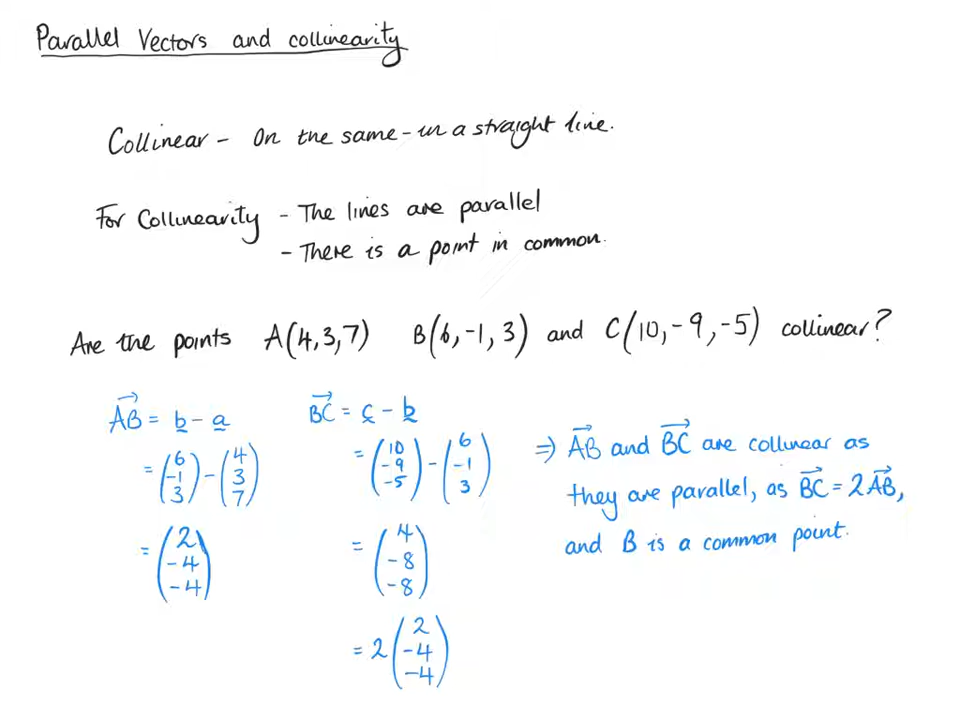 Parallel Vectors and collinearity
Collinear - On the same - in a straight line.
For Collinearity - The lines are parallel
- There is a point in common.
Are the points A(4,3,7) B(6,-1,3) and C(10,-9,-5) collinear?
→AB = b - a
= (6 -1 3) - (4 3 7)
= (2 -4 -4)
→BC = c - b
= (10 -9 -5) - (6 -1 3)
= (4 -8 -8)
= 2(2 -4 -4)
⇒ →AB and →BC are collinear as
they are parallel, as →BC = 2→AB,
and B is a common point.